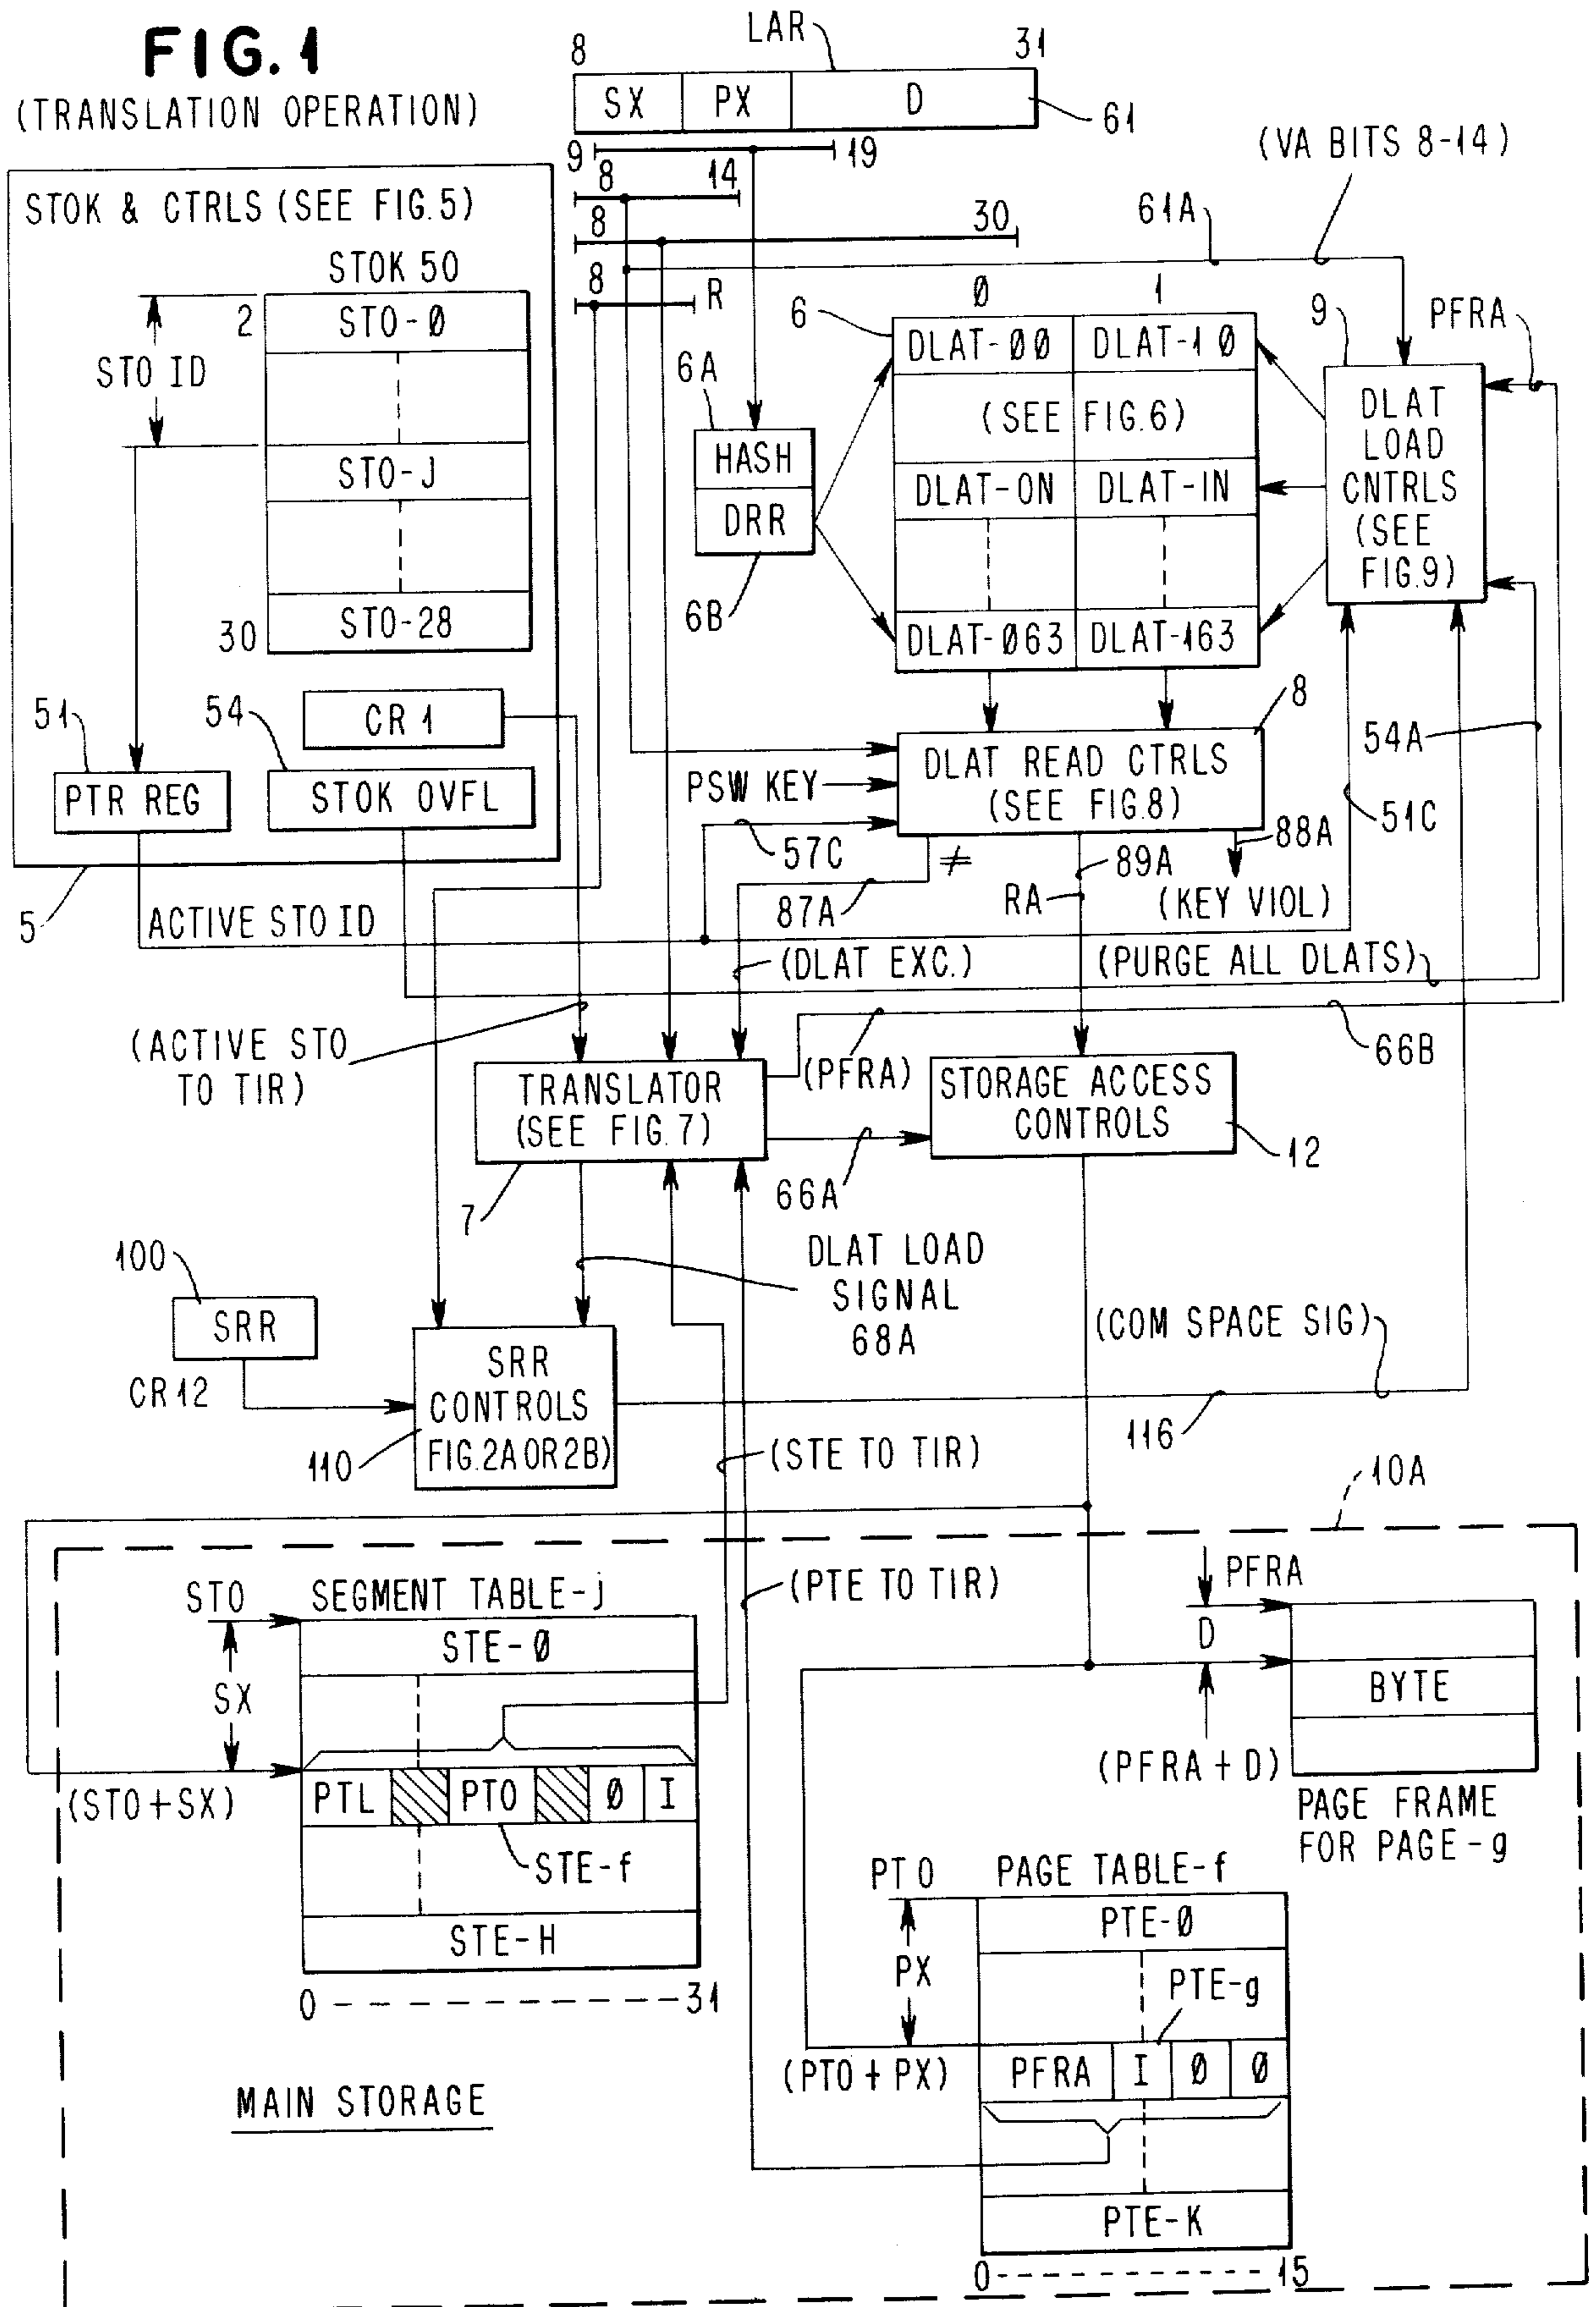 FIG. 1
(TRANSLATION OPERATION)
LAR
8 31
SX PX D
61
9 19
8 14
8 30
8 R
(VA BITS 8-14)
61A
STOK & CTRLS (SEE FIG. 5)
STOK 50
2 STO-Ø
STO ID
STO-J
30 STO-28
CR 1
51
54
PTR REG
STOK OVFL
5
ACTIVE STO ID
Ø 1
6
DLAT-ØØ DLAT-1Ø
(SEE FIG. 6)
DLAT-ON DLAT-IN
DLAT-Ø63 DLAT-163
6A
HASH
DRR
6B
9
PFRA
DLAT
LOAD
CNTRLS
(SEE
FIG. 9)
8
DLAT READ CTRLS
(SEE FIG. 8)
PSW KEY
57C
54A
51C
88A
(KEY VIOL)
≠
87A
89A
RA
(DLAT EXC.)
(PURGE ALL DLATS)
66B
(ACTIVE STO
TO TIR)
TRANSLATOR
(SEE FIG. 7)
7
(PFRA)
66A
STORAGE ACCESS
CONTROLS
12
DLAT LOAD
SIGNAL
68A
100
SRR
CR 12
SRR
CONTROLS
FIG. 2A OR 2B)
110
(COM SPACE SIG)
116
(STE TO TIR)
(PTE TO TIR)
10A
STO
SEGMENT TABLE-j
STE-Ø
SX
(STO+SX)
PTL PTO Ø I
STE-f
STE-H
0 - - - - - - - - - - 31
MAIN STORAGE
PFRA
D
BYTE
(PFRA + D)
PAGE FRAME
FOR PAGE-g
PTO
PAGE TABLE-f
PTE-Ø
PX
PTE-g
(PTO + PX)
PFRA I Ø Ø
PTE-K
0 - - - - - - - - - - 15